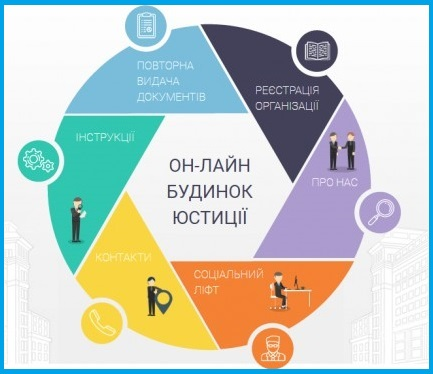 ПОВТОРНА
ВИДАЧА
ДОКУМЕНТІВ
РЕЄСТРАЦІЯ
ОРГАНІЗАЦІЇ
ІНСТРУКЦІЇ
ОН-ЛАЙН
БУДИНОК
ЮСТИЦІЇ
ПРО НАС
КОНТАКТИ
СОЦІАЛЬНИЙ
ЛІФТ